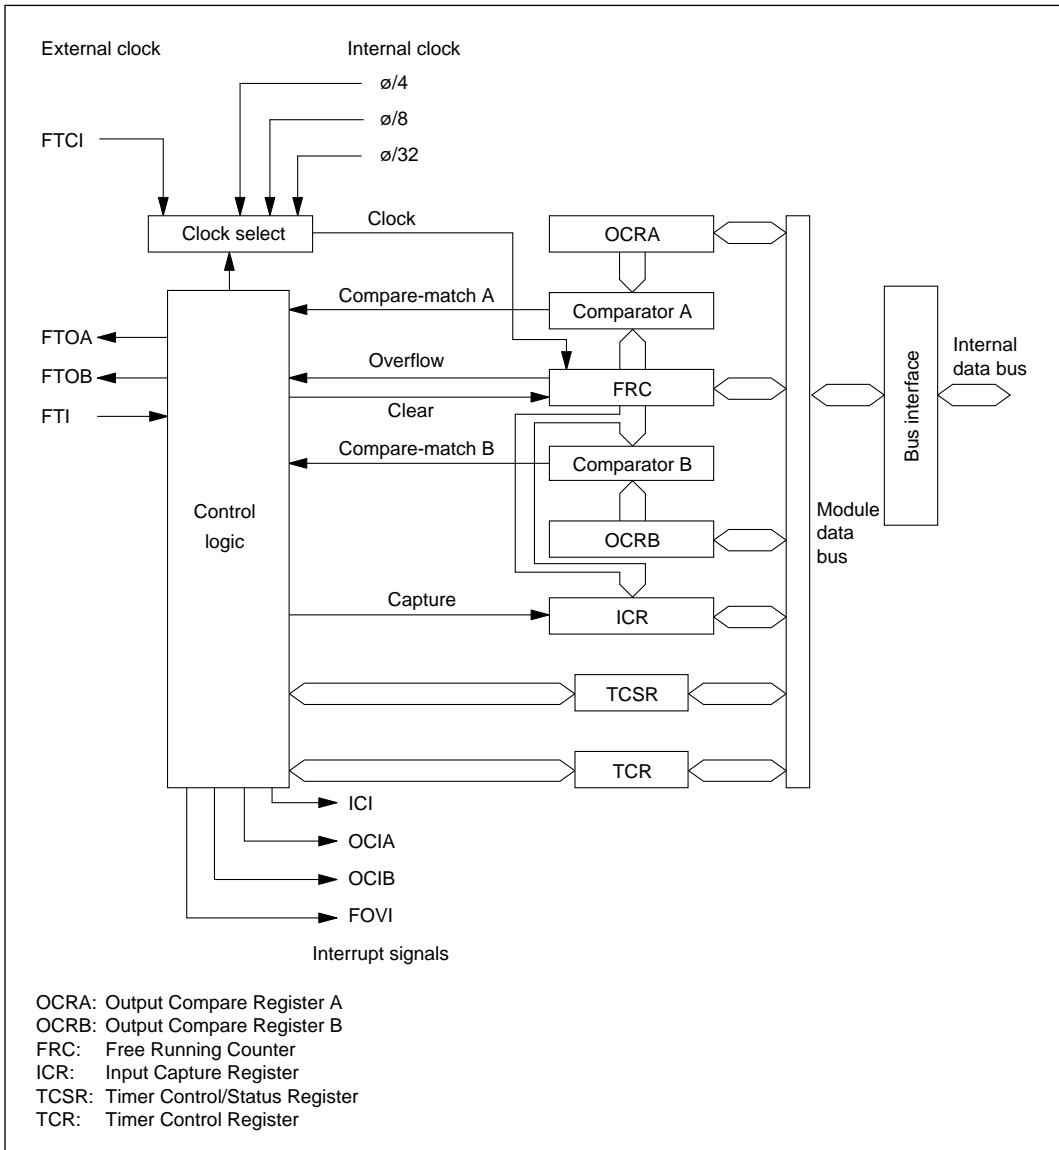 External clock
Internal clock
ø/4
ø/8
FTCI
ø/32
Clock
Clock select
OCRA
Compare-match A
Comparator A
FTOA
Overflow
FTOB
FRC
Clear
FTI
Compare-match B
Comparator B
Control
logic
OCRB
Capture
ICR
TCSR
TCR
Module
data
bus
Bus interface
Internal
data bus
ICI
OCIA
OCIB
FOVI
Interrupt signals
OCRA: Output Compare Register A
OCRB: Output Compare Register B
FRC: Free Running Counter
ICR: Input Capture Register
TCSR: Timer Control/Status Register
TCR: Timer Control Register